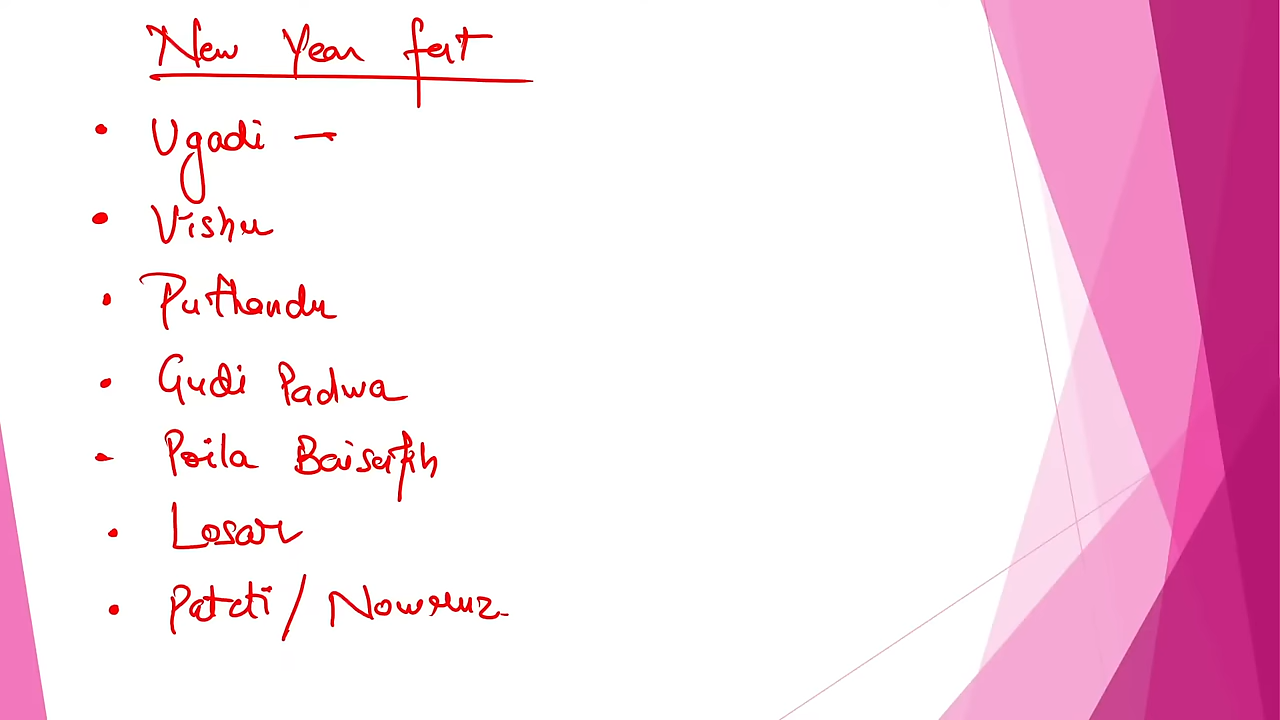 New Year fest
• Ugadi —
• Vishu
• Puthandu
• Gudi Padwa
• Poila Baisakh
• Losar
• Pateti / Nowruz